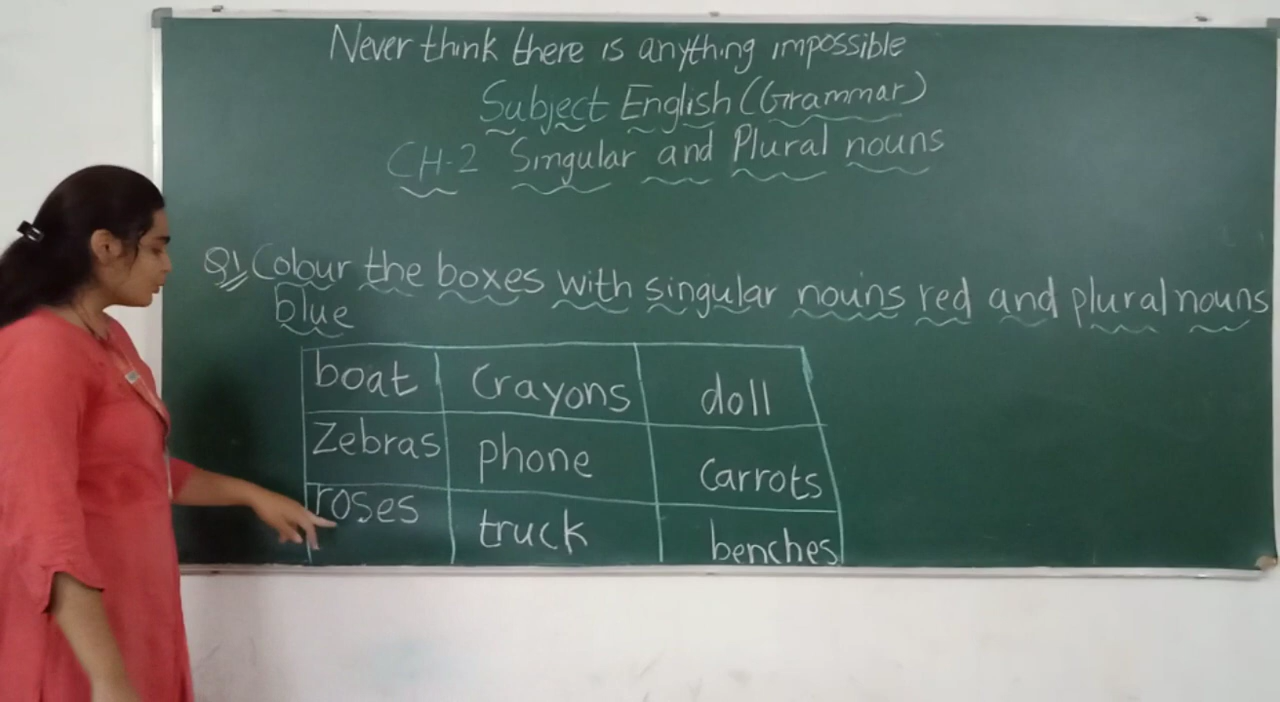 Never think there is anything impossible
Subject English (Grammar)
CH-2 Singular and Plural nouns
Q1 Colour the boxes with singular nouns red and plural nouns
blue
boat Crayons doll
Zebras phone Carrots
roses truck benches